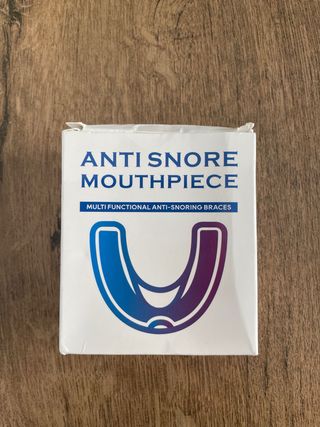 ANTI SNORE
MOUTHPIECE
MULTI FUNCTIONAL ANTI-SNORING BRACES